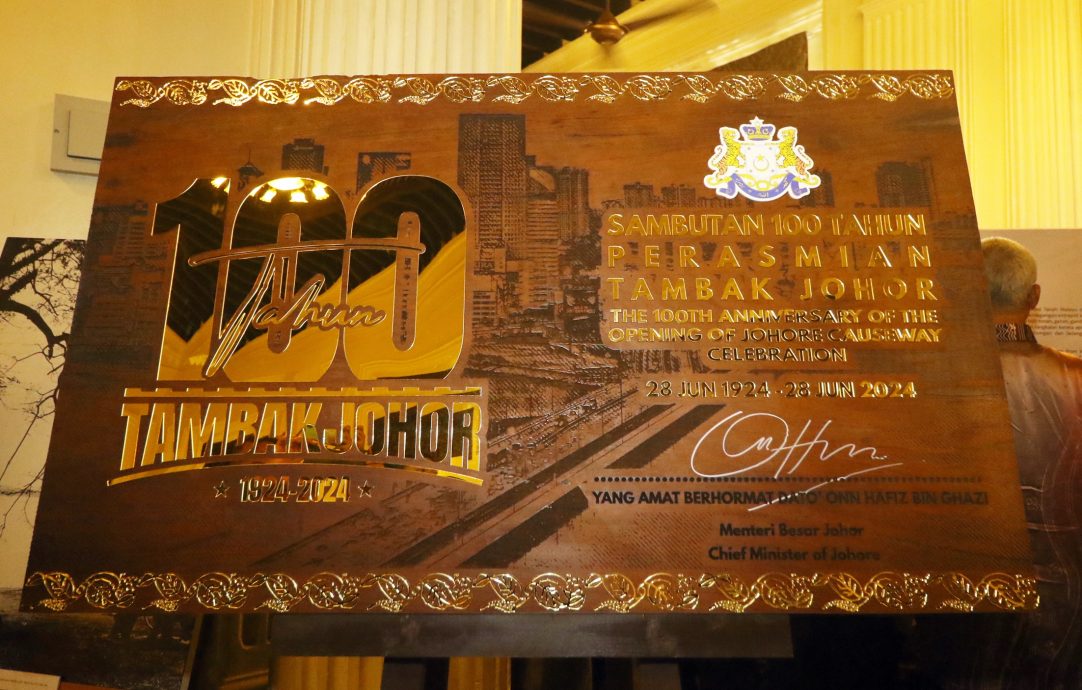 100
Tahun
TAMBAK JOHOR
1924-2024
SAMBUTAN 100 TAHUN
PERASMIAN
TAMBAK JOHOR
THE 100TH ANNIVERSARY OF THE
OPENING OF JOHORE CAUSEWAY
CELEBRATION
28 JUN 1924 - 28 JUN 2024
YANG AMAT BERHORMAT DATO' ONN HAFIZ BIN GHAZI
Menteri Besar Johor
Chief Minister of Johore